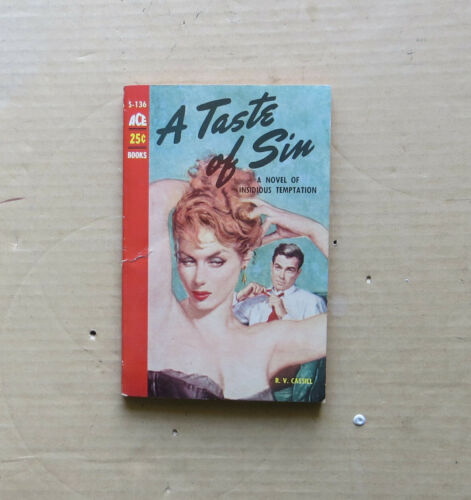 S-136
ACE
25¢
BOOKS
A Taste
of Sin
A NOVEL OF
INSIDIOUS TEMPTATION
R. V. CASSILL